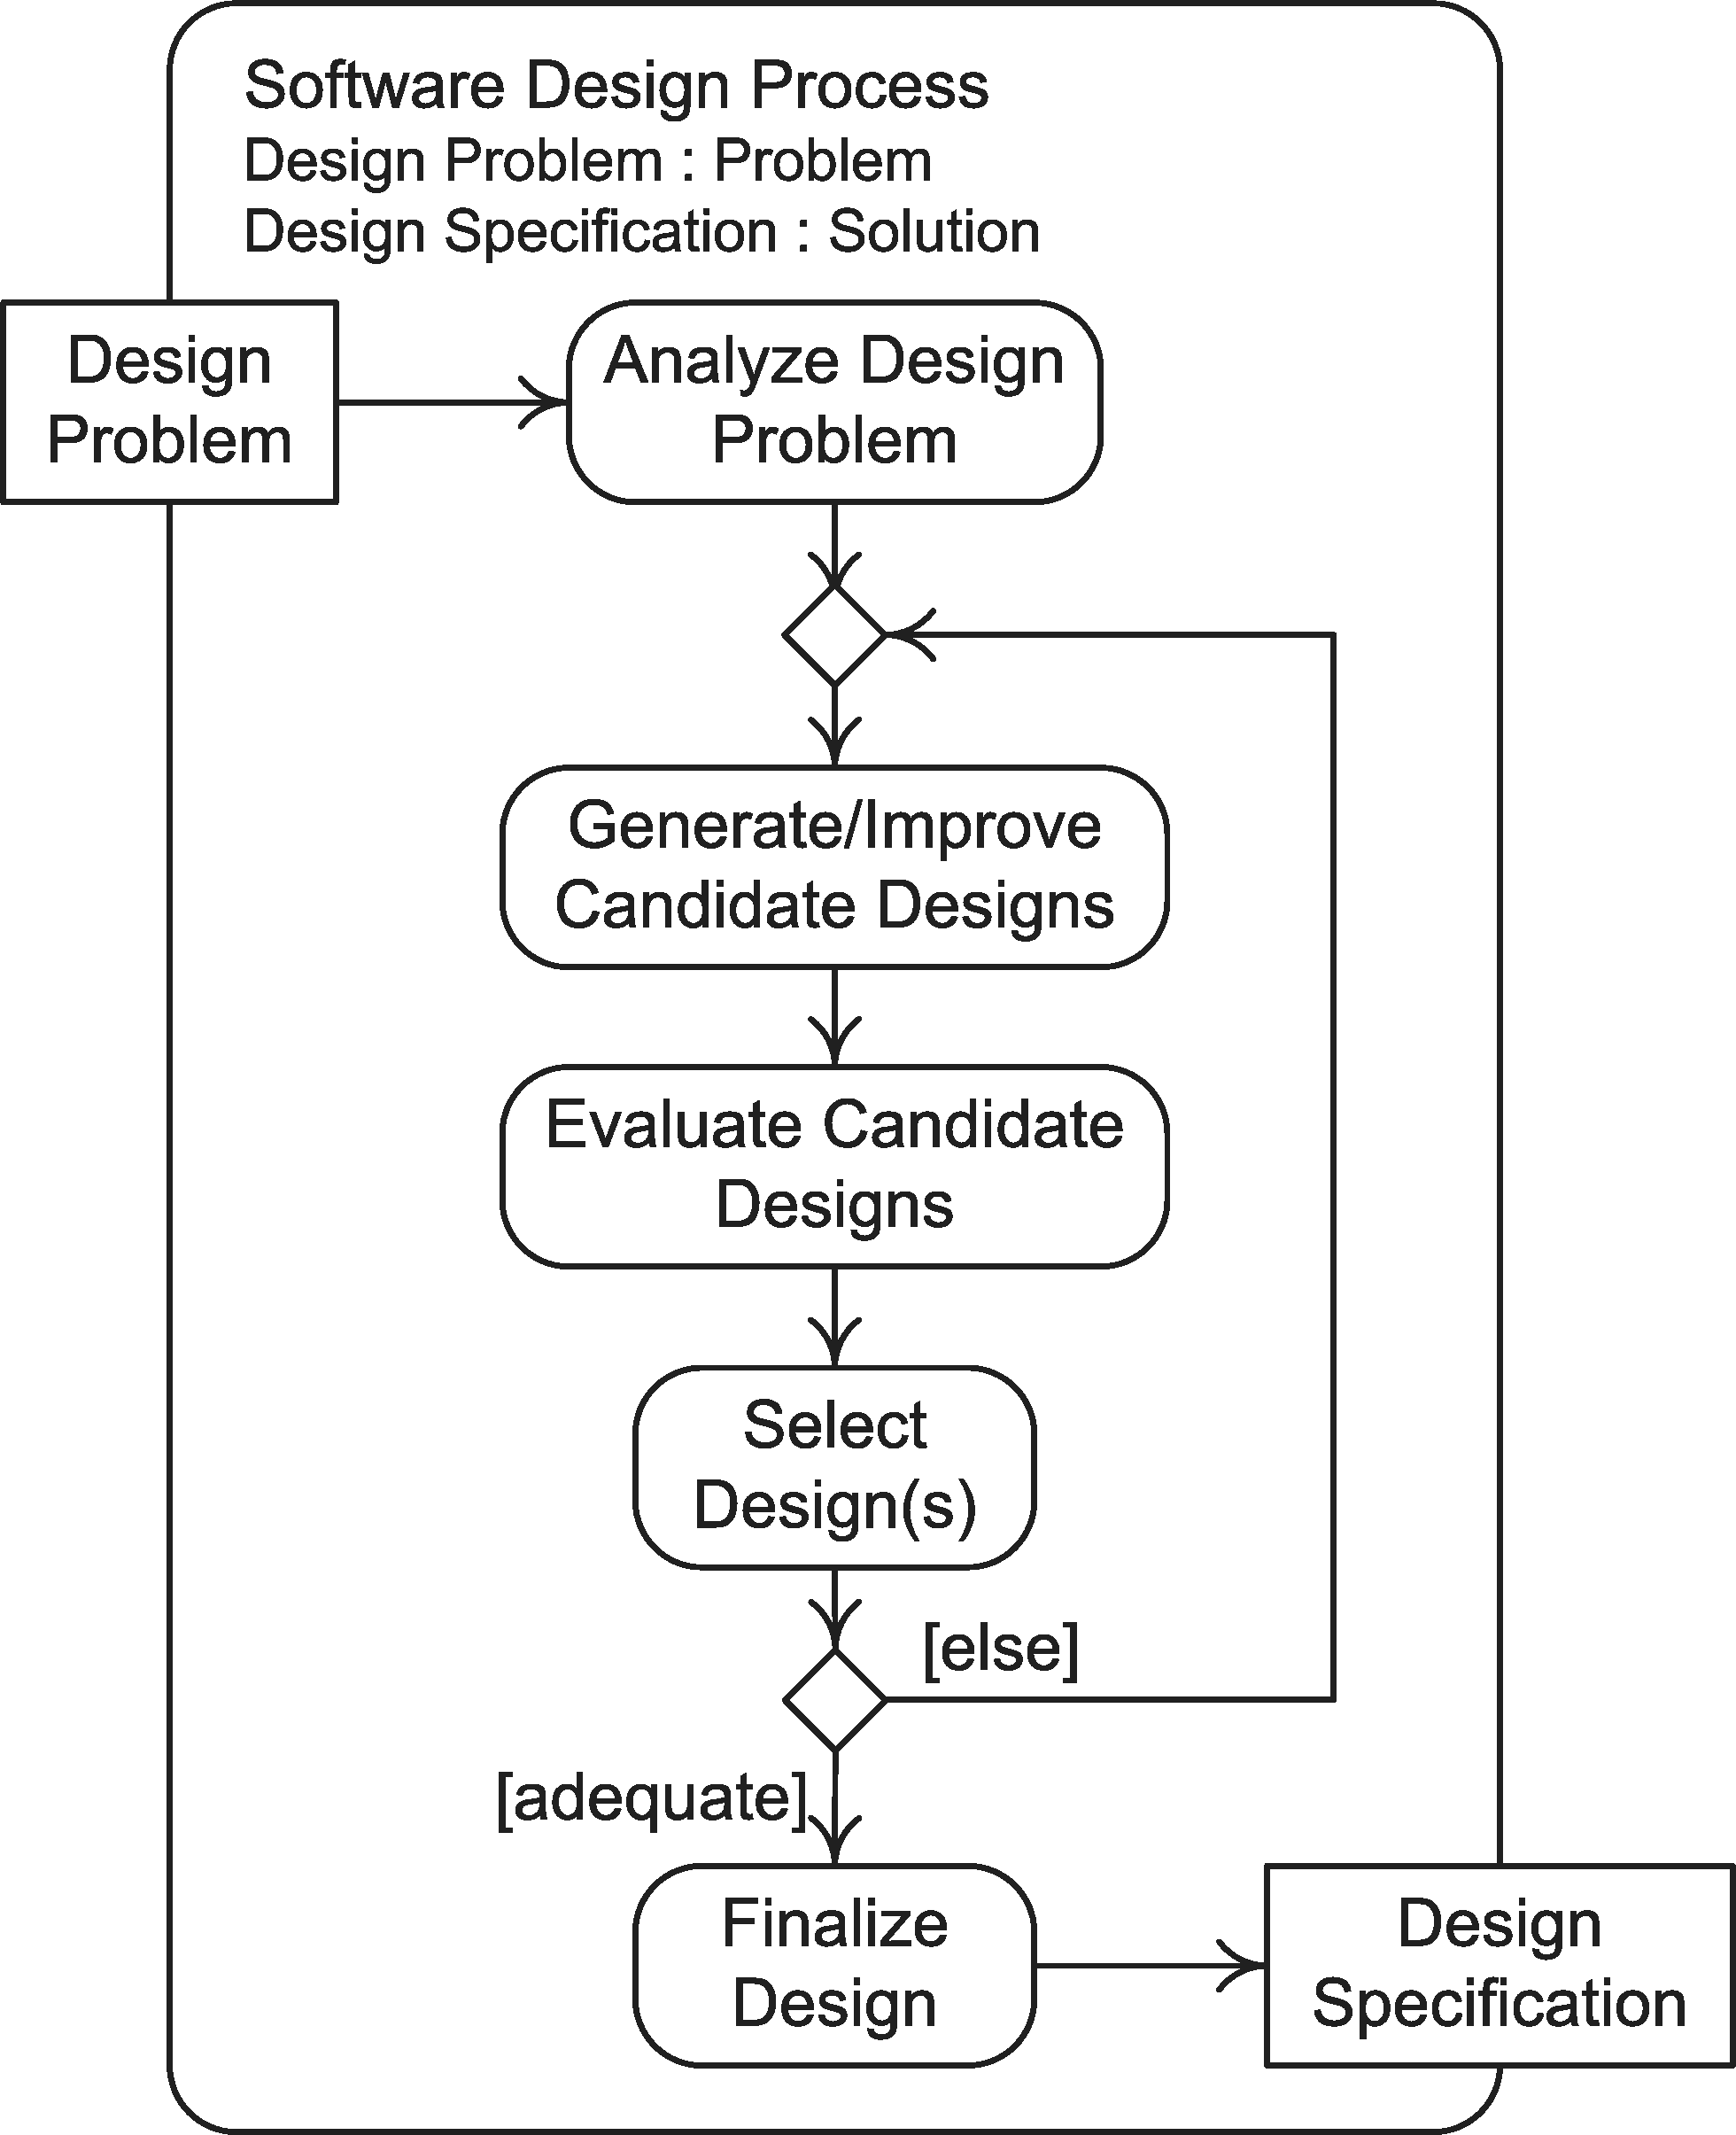 Software Design Process
Design Problem : Problem
Design Specification : Solution
Design
Problem
Analyze Design
Problem
Generate/Improve
Candidate Designs
Evaluate Candidate
Designs
Select
Design(s)
[else]
[adequate]
Finalize
Design
Design
Specification